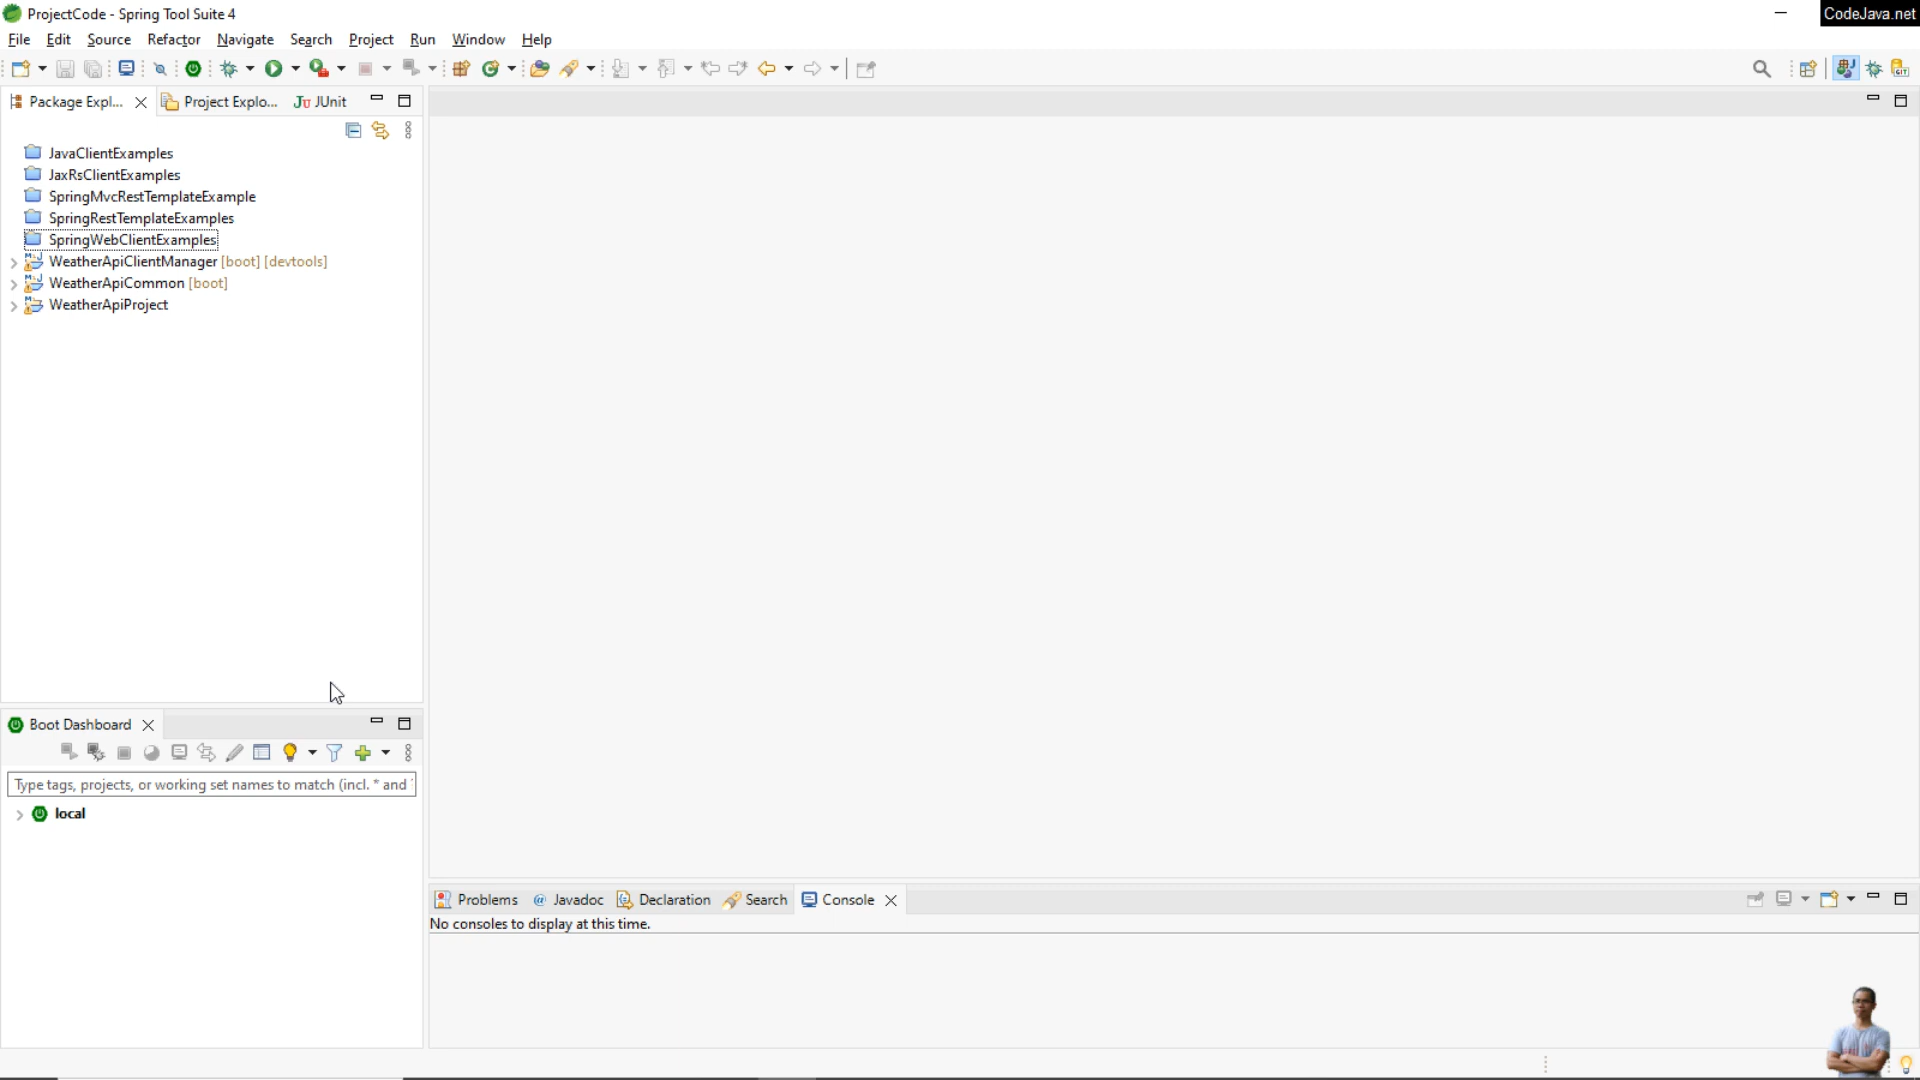 ProjectCode - Spring Tool Suite 4
CodeJava.net
File Edit Source Refactor Navigate Search Project Run Window Help
Package Expl... Project Explo... JUnit
JavaClientExamples
JaxRsClientExamples
SpringMvcRestTemplateExample
SpringRestTemplateExamples
SpringWebClientExamples
WeatherApiClientManager [boot] [devtools]
WeatherApiCommon [boot]
WeatherApiProject
Boot Dashboard
Type tags, projects, or working set names to match (incl. * and
local
Problems Javadoc Declaration Search Console
No consoles to display at this time.